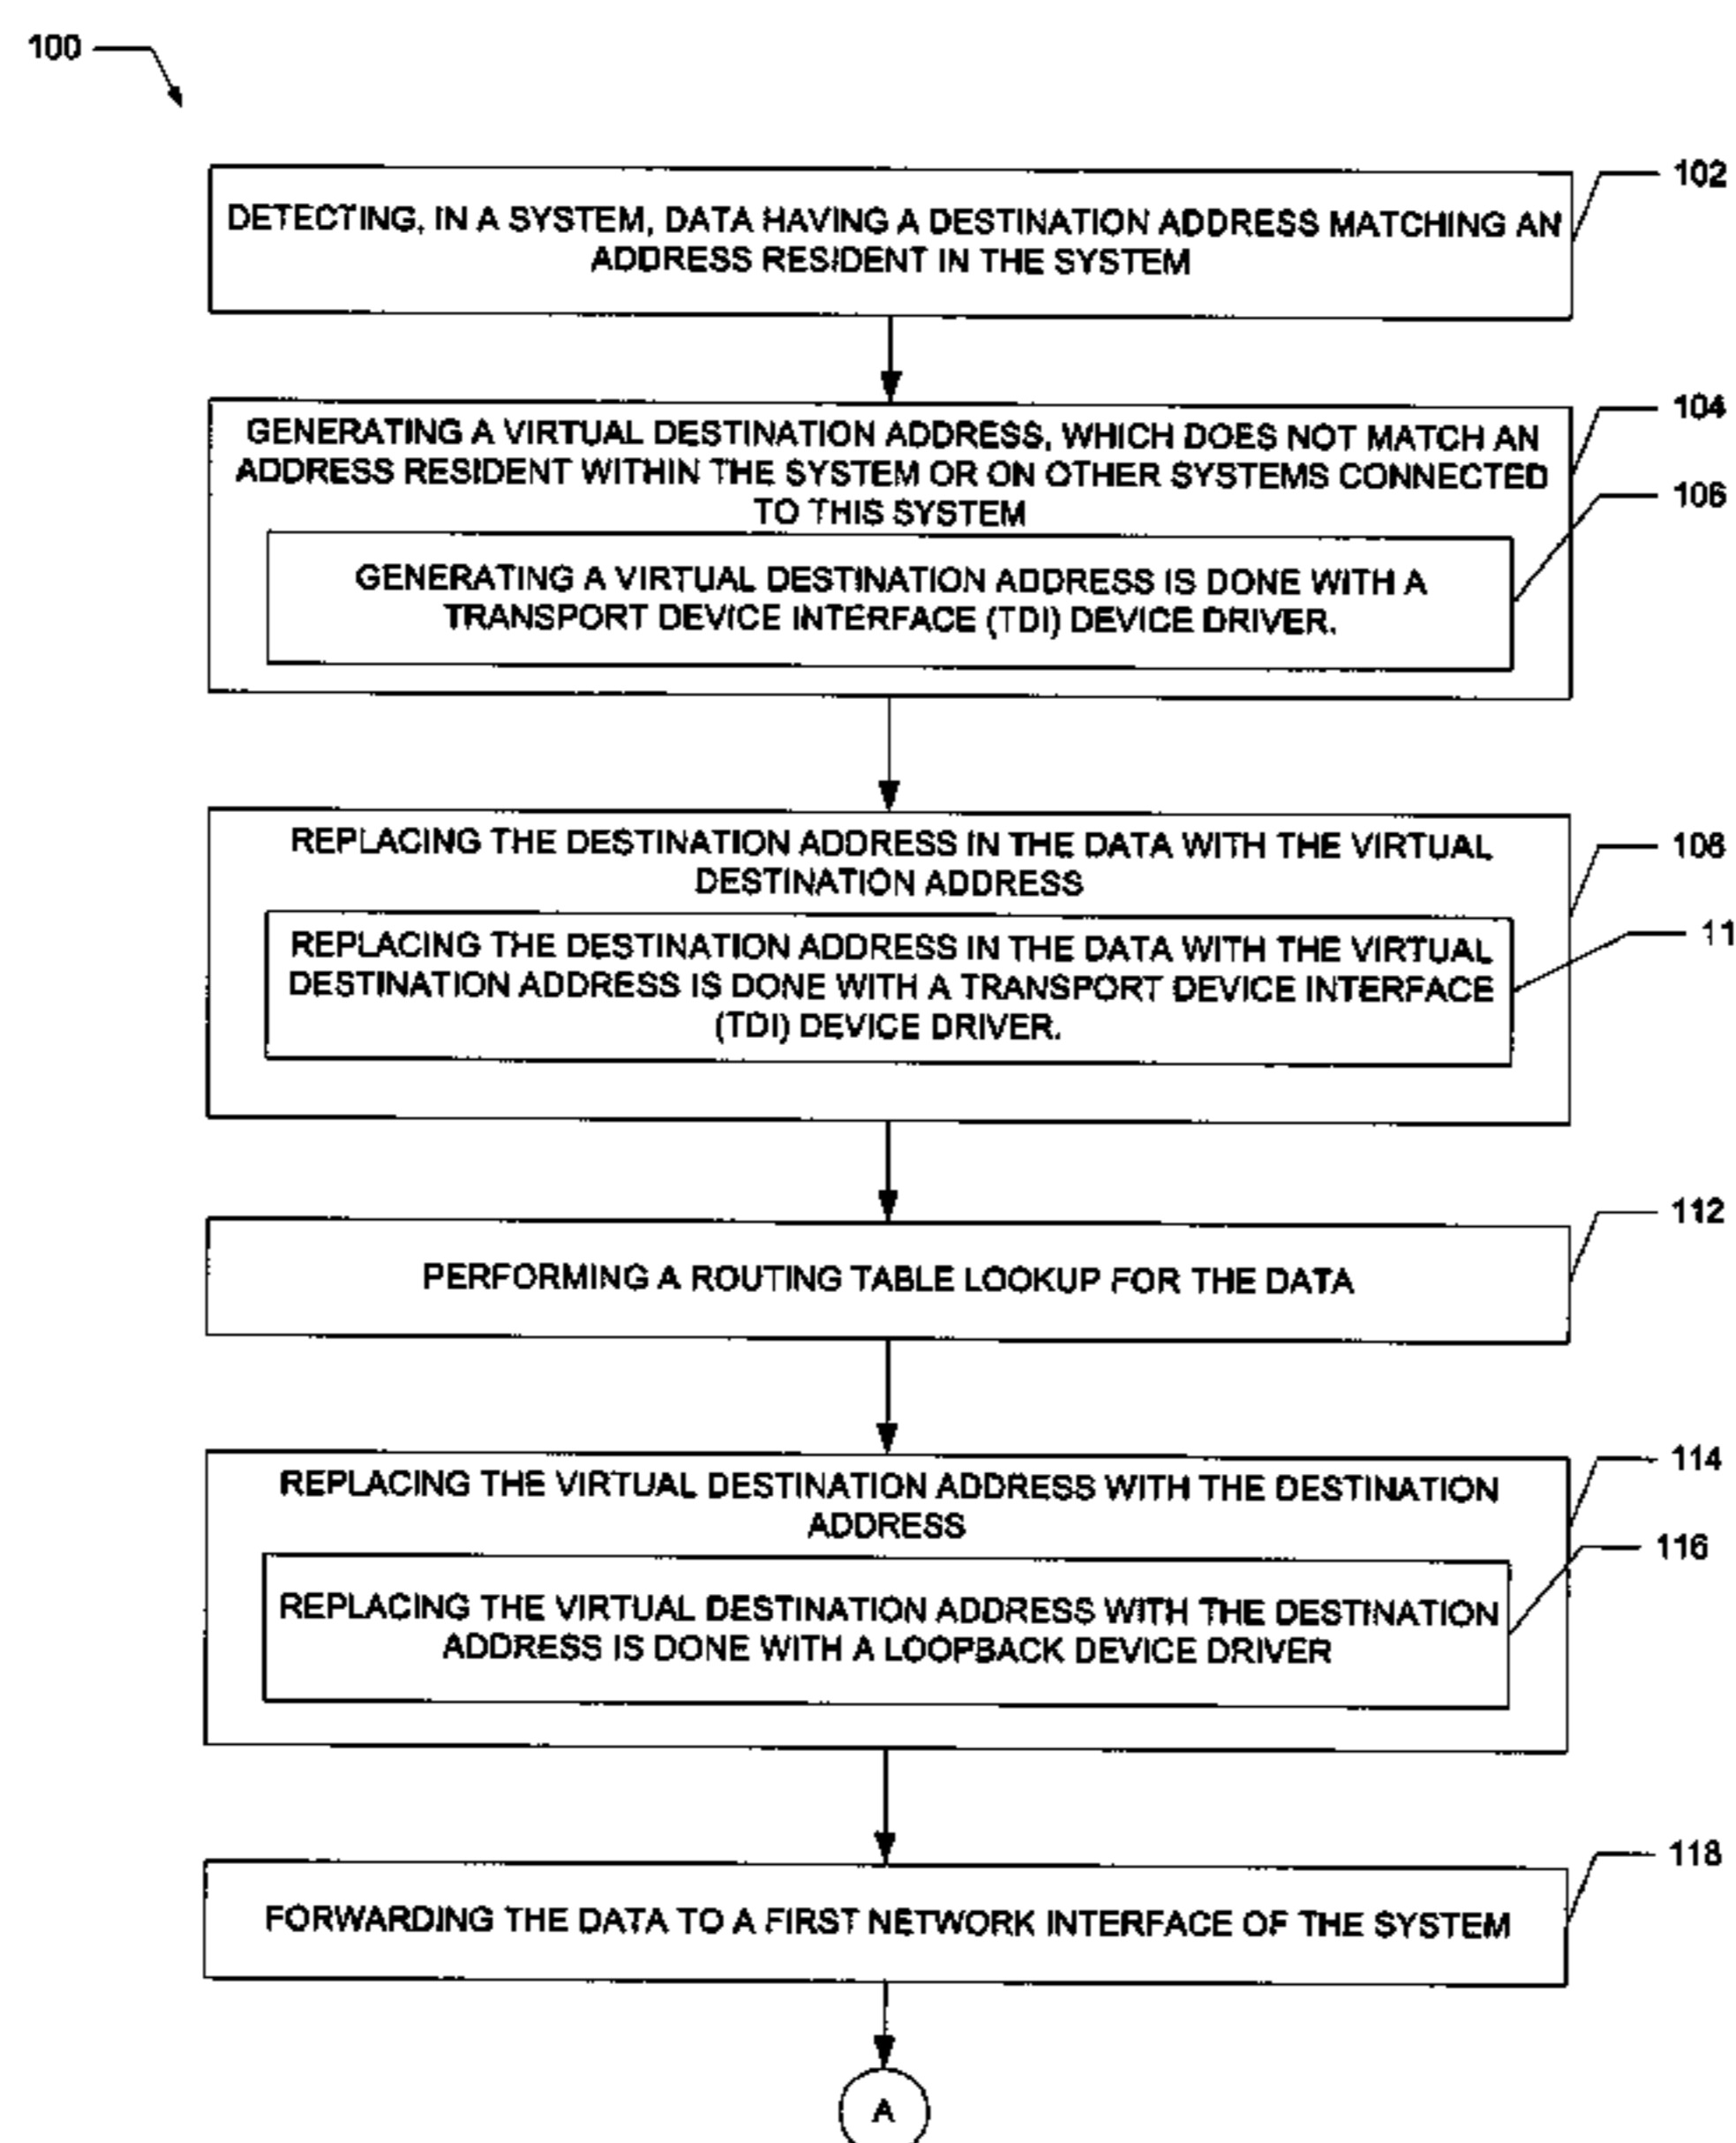 100
DETECTING, IN A SYSTEM, DATA HAVING A DESTINATION ADDRESS MATCHING AN
ADDRESS RESIDENT IN THE SYSTEM
102
GENERATING A VIRTUAL DESTINATION ADDRESS, WHICH DOES NOT MATCH AN
ADDRESS RESIDENT WITHIN THE SYSTEM OR ON OTHER SYSTEMS CONNECTED
TO THIS SYSTEM
104
106
GENERATING A VIRTUAL DESTINATION ADDRESS IS DONE WITH A
TRANSPORT DEVICE INTERFACE (TDI) DEVICE DRIVER.
REPLACING THE DESTINATION ADDRESS IN THE DATA WITH THE VIRTUAL
DESTINATION ADDRESS
108
REPLACING THE DESTINATION ADDRESS IN THE DATA WITH THE VIRTUAL
DESTINATION ADDRESS IS DONE WITH A TRANSPORT DEVICE INTERFACE
(TDI) DEVICE DRIVER.
11
PERFORMING A ROUTING TABLE LOOKUP FOR THE DATA
112
REPLACING THE VIRTUAL DESTINATION ADDRESS WITH THE DESTINATION
ADDRESS
114
116
REPLACING THE VIRTUAL DESTINATION ADDRESS WITH THE DESTINATION
ADDRESS IS DONE WITH A LOOPBACK DEVICE DRIVER
FORWARDING THE DATA TO A FIRST NETWORK INTERFACE OF THE SYSTEM
118
A